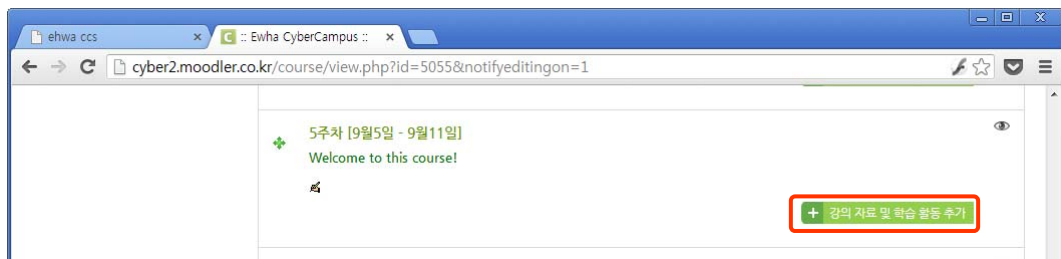 ehwa ccs
:: Ewha CyberCampus ::
cyber2.moodler.co.kr/course/view.php?id=5055&notifyeditingon=1
5주차 [9월5일 - 9월11일]
Welcome to this course!
강의 자료 및 학습 활동 추가